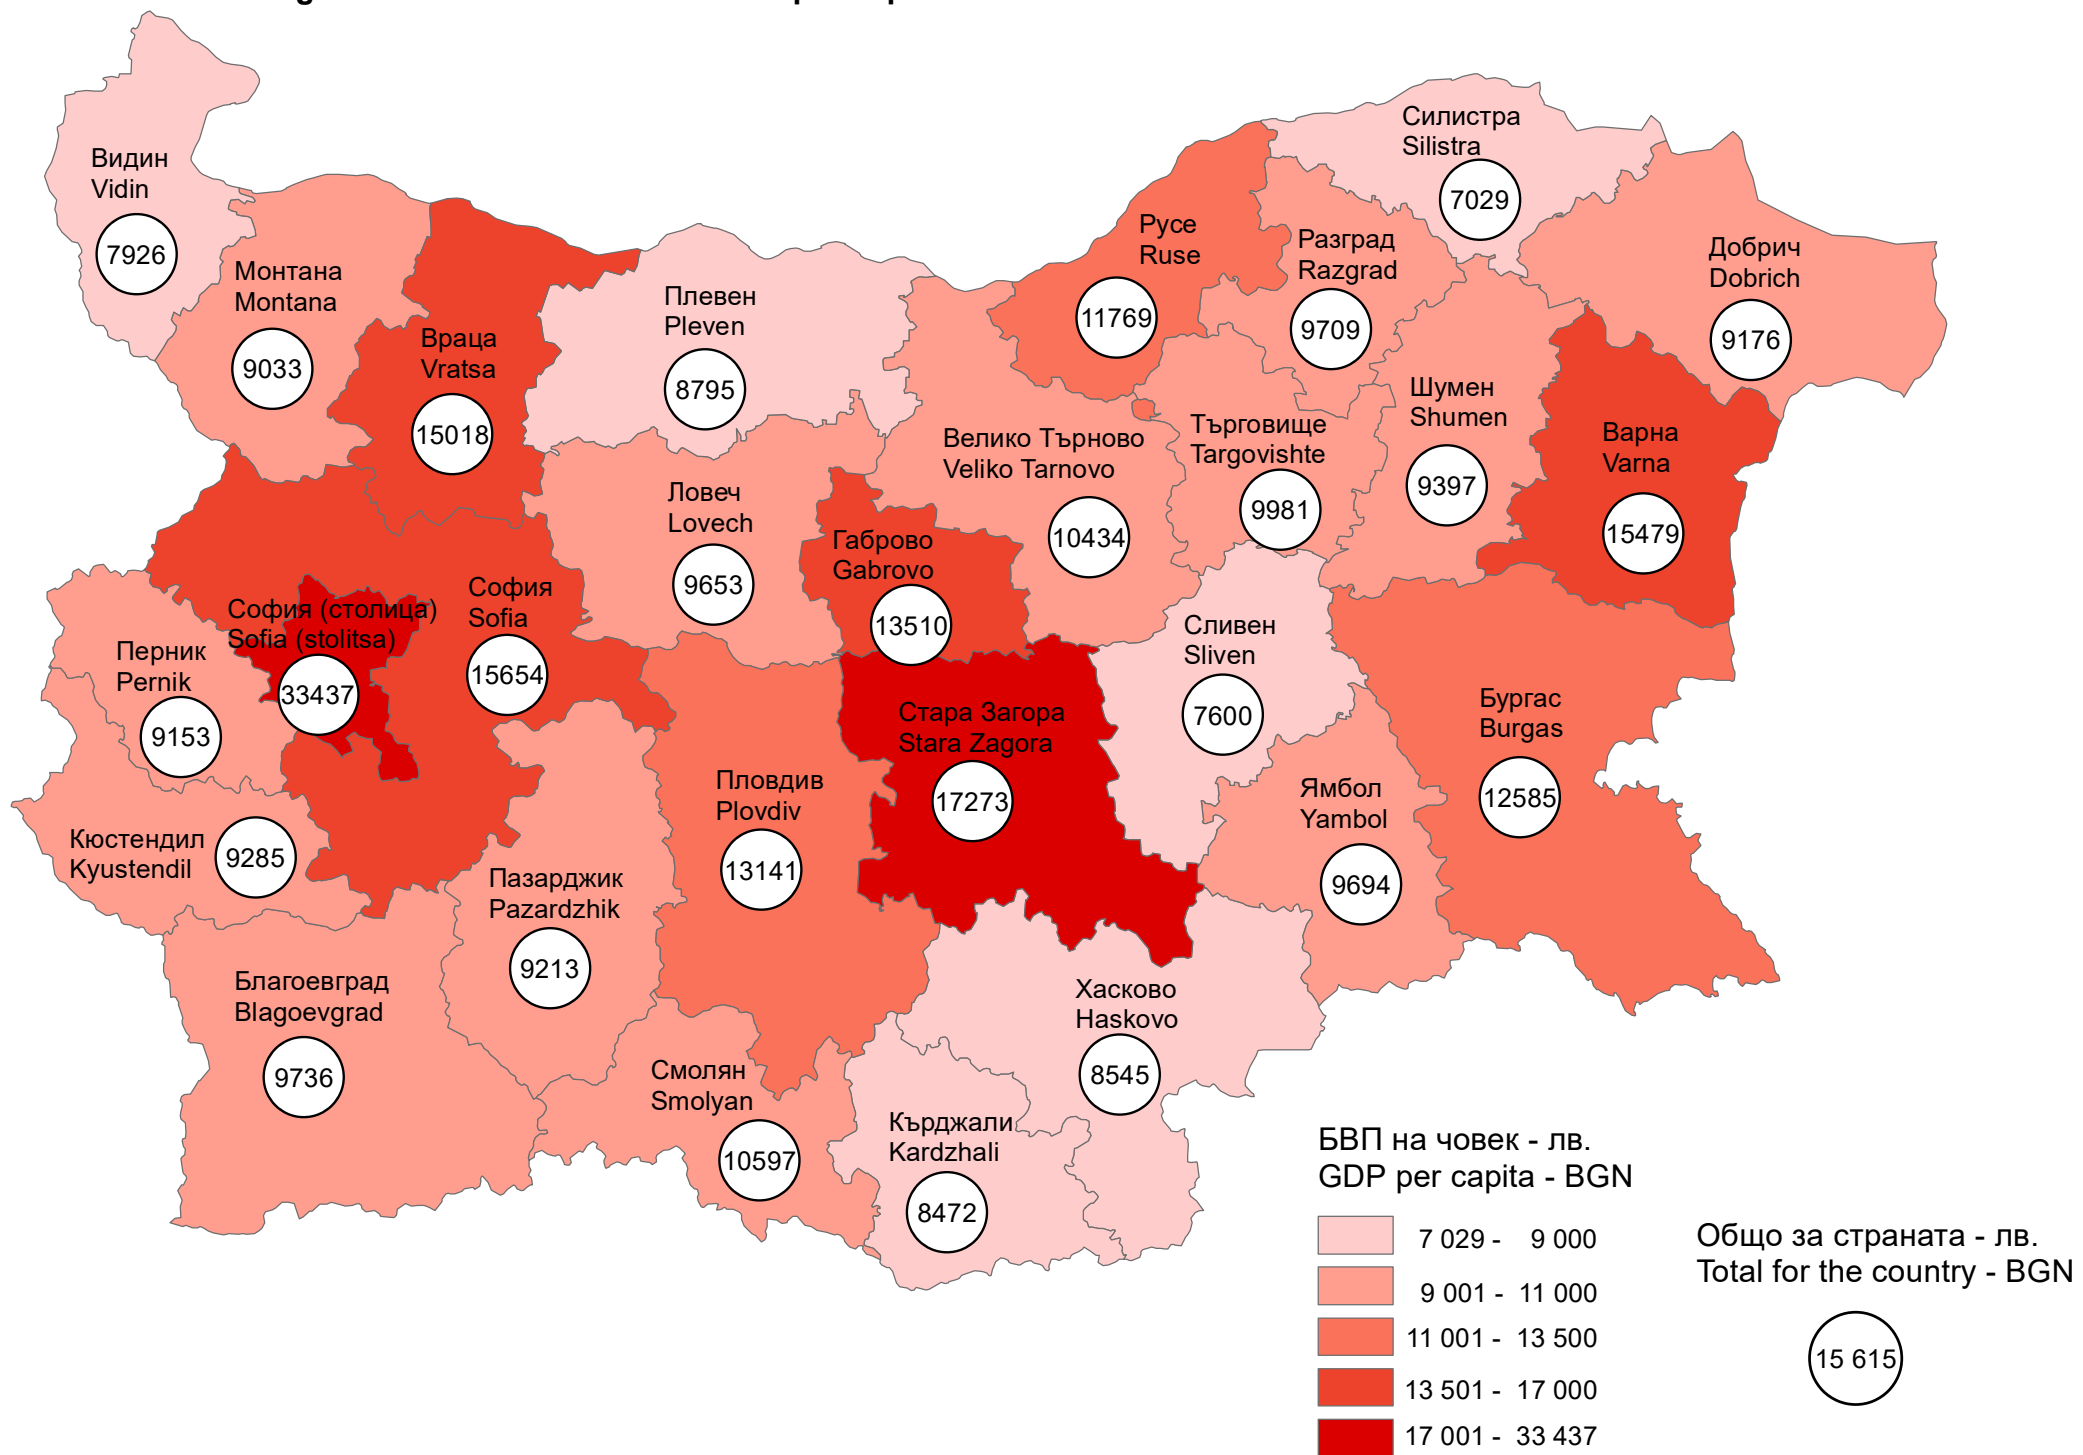 Видин
Vidin
7926
Монтана
Montana
9033
Враца
Vratsa
15018
Плевен
Pleven
8795
Русе
Ruse
11769
Силистра
Silistra
7029
Разград
Razgrad
9709
Добрич
Dobrich
9176
Шумен
Shumen
9397
Варна
Varna
15479
Търговище
Targovishte
9981
Велико Търново
Veliko Tarnovo
10434
Ловеч
Lovech
9653
Габрово
Gabrovo
13510
София (столица)
Sofia (stolitsa)
33437
София
Sofia
15654
Перник
Pernik
9153
Кюстендил
Kyustendil
9285
Сливен
Sliven
7600
Стара Загора
Stara Zagora
17273
Бургас
Burgas
12585
Ямбол
Yambol
9694
Пловдив
Plovdiv
13141
Пазарджик
Pazardzhik
9213
Благоевград
Blagoevgrad
9736
Смолян
Smolyan
10597
Хасково
Haskovo
8545
Кърджали
Kardzhali
8472
БВП на човек - лв.
GDP per capita - BGN
7 029 - 9 000
9 001 - 11 000
11 001 - 13 500
13 501 - 17 000
17 001 - 33 437
Общо за страната - лв.
Total for the country - BGN
15 615